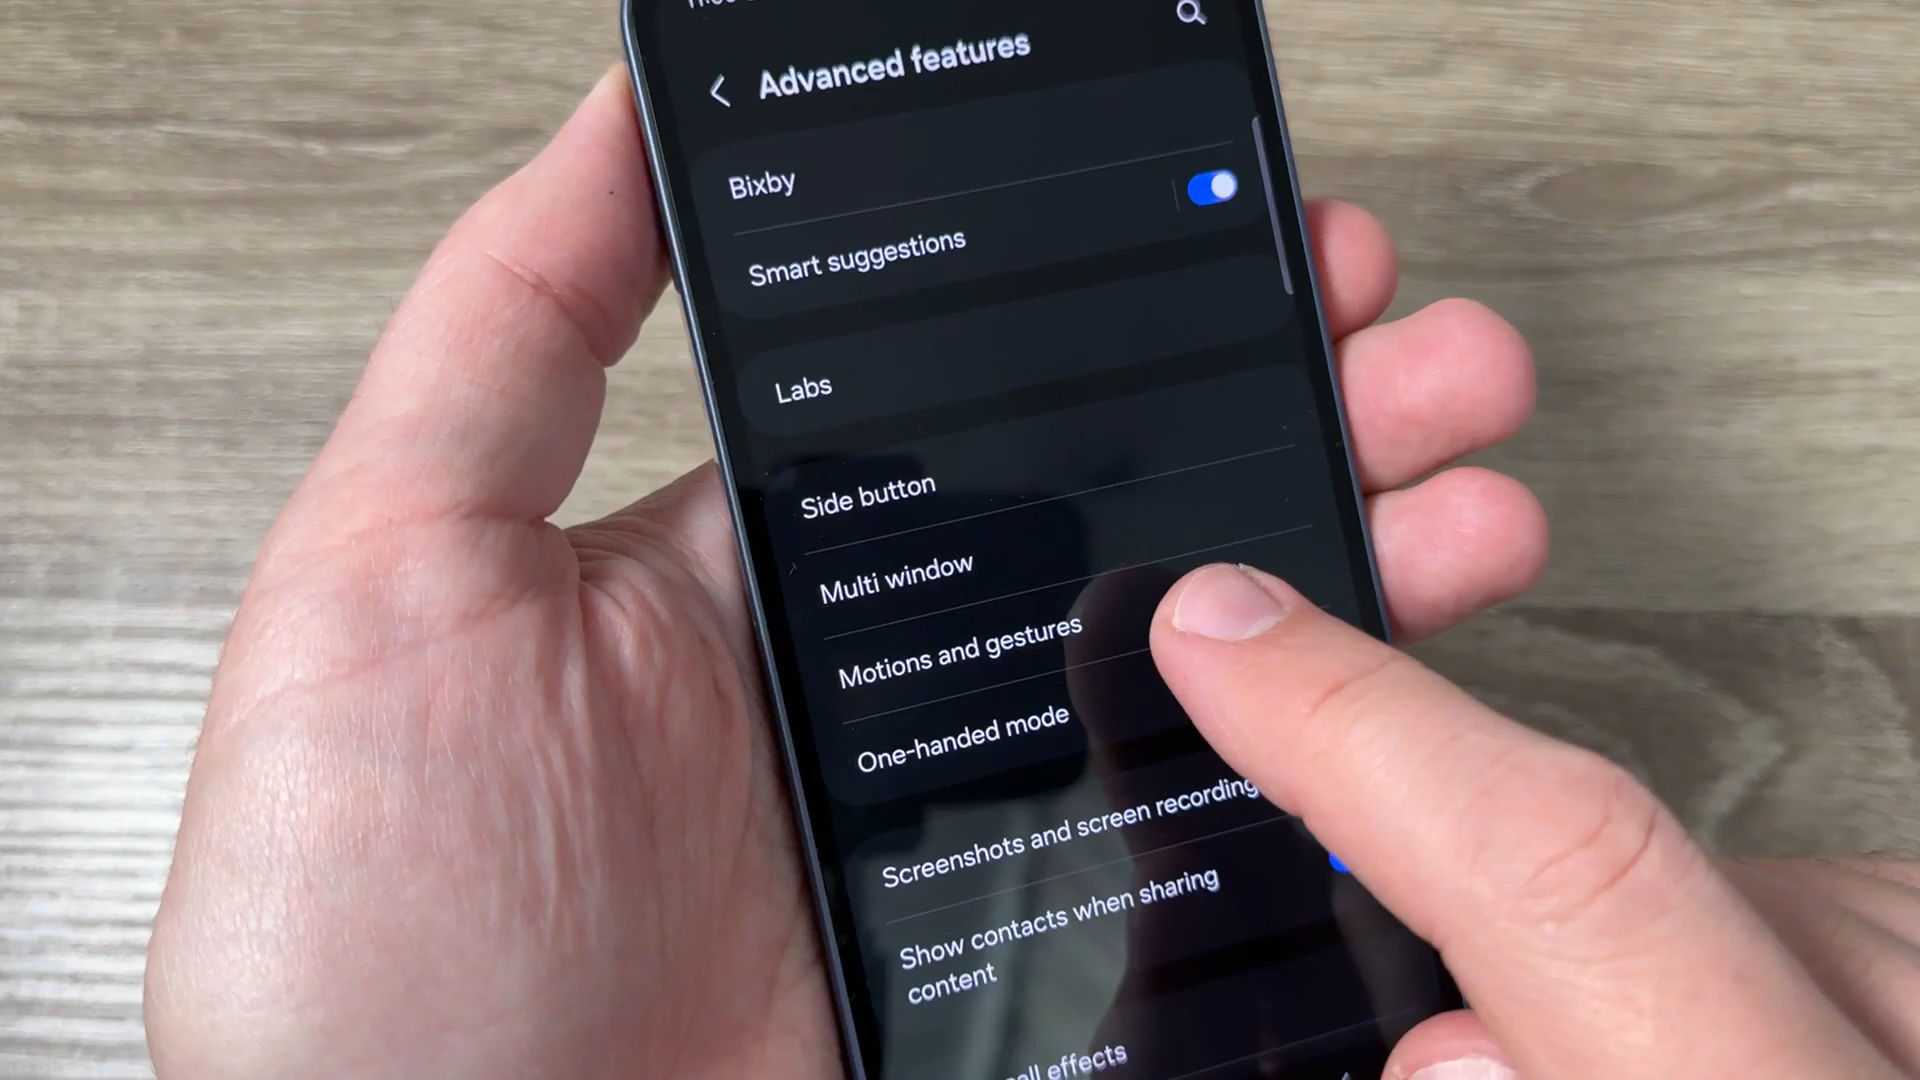 Advanced features
Bixby
Smart suggestions
Labs
Side button
Multi window
Motions and gestures
One-handed mode
Screenshots and screen recording
Show contacts when sharing
content
effects